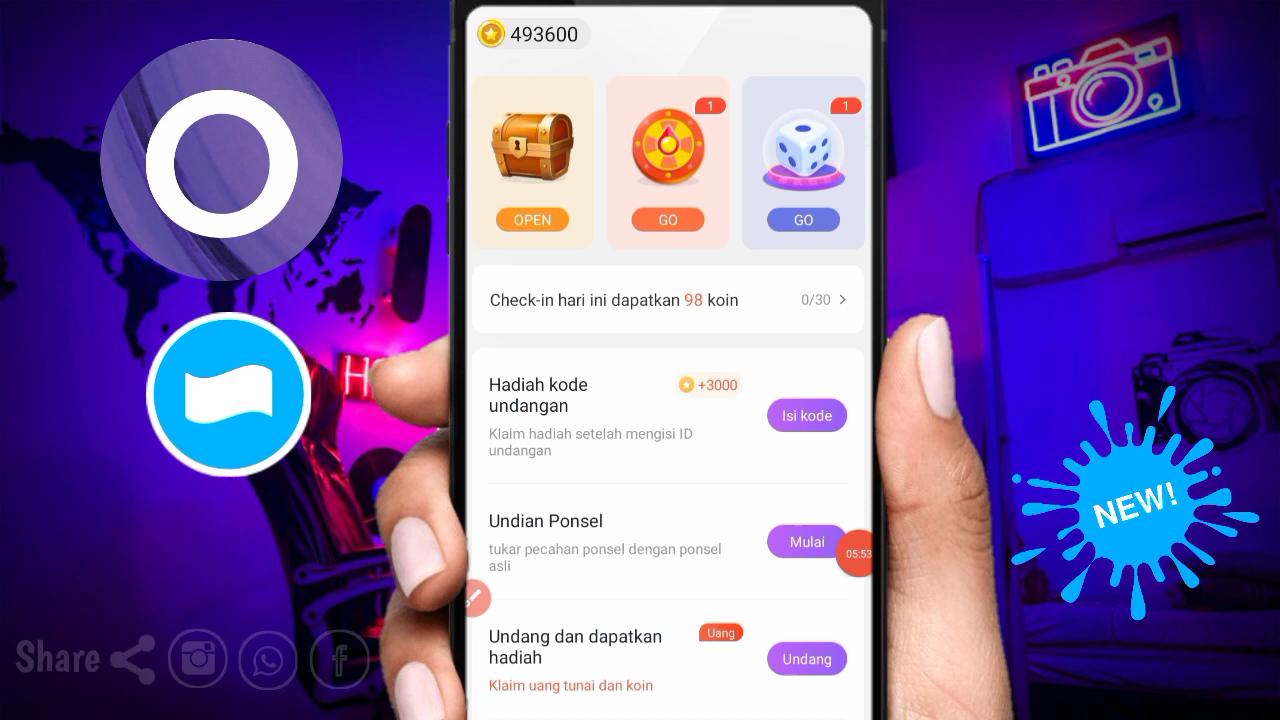 493600
1
1
OPEN
GO
GO
Check-in hari ini dapatkan 98 koin
0/30
Hadiah kode
undangan
+3000
Isi kode
Klaim hadiah setelah mengisi ID
undangan
Undian Ponsel
Mulai
tukar pecahan ponsel dengan ponsel
asli
05:53
Undang dan dapatkan
hadiah
Uang
Undang
Klaim uang tunai dan koin
NEW!
Share